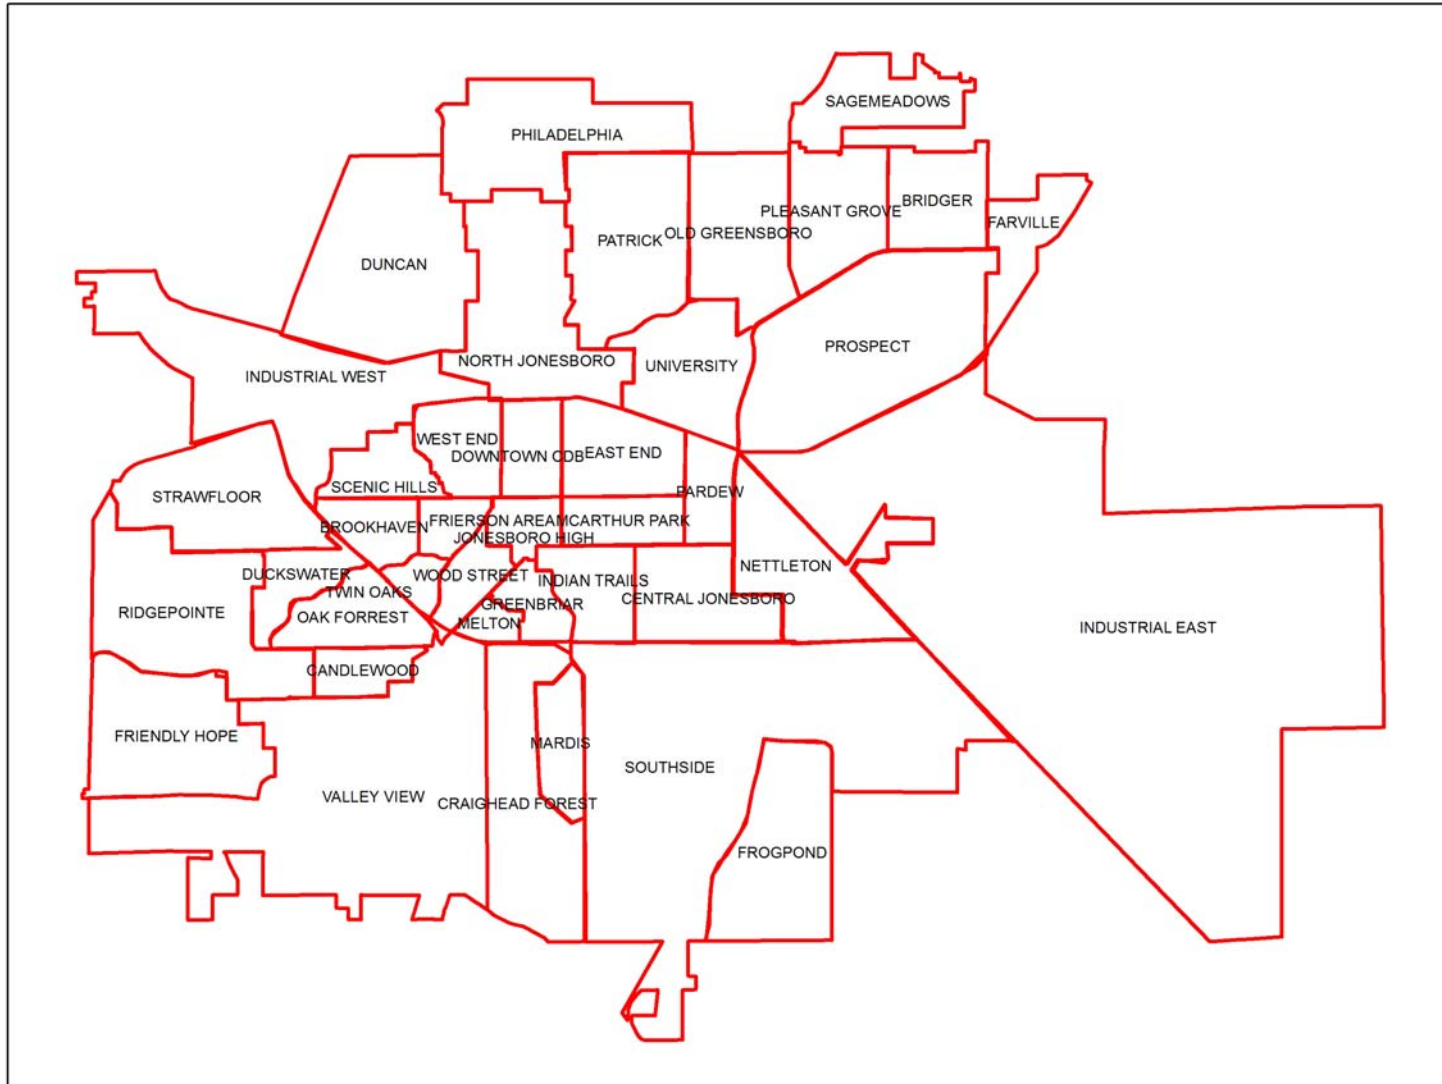 SAGEMEADOWS
PHILADELPHIA
BRIDGER
PLEASANT GROVE
FARVILLE
OLD GREENSBORO
PATRICK
DUNCAN
PROSPECT
NORTH JONESBORO
UNIVERSITY
INDUSTRIAL WEST
WEST END
DOWNTOWN CDB
EAST END
SCENIC HILLS
PARDEW
STRAWFLOOR
BROOKHAVEN
FRIERSON AREA
MCARTHUR PARK
JONESBORO HIGH
NETTLETON
DUCKSWATER
WOOD STREET
INDIAN TRAILS
TWIN OAKS
CENTRAL JONESBORO
GREENBRIAR
RIDGEPOINTE
OAK FORREST
MELTON
INDUSTRIAL EAST
CANDLEWOOD
FRIENDLY HOPE
MARDIS
SOUTHSIDE
VALLEY VIEW
CRAIGHEAD FOREST
FROGPOND